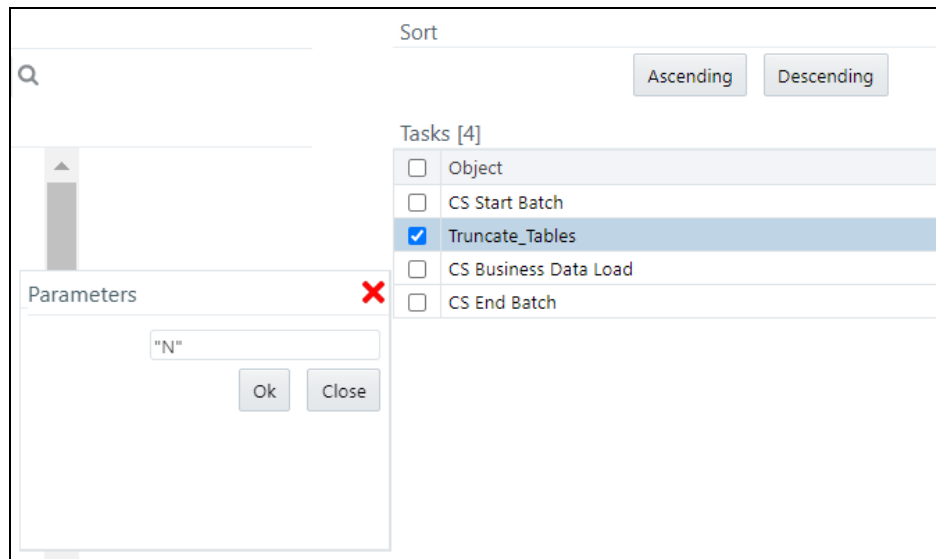 Sort
Ascending Descending
Tasks [4]
Object
CS Start Batch
Truncate_Tables
CS Business Data Load
CS End Batch
Parameters
"N"
Ok Close